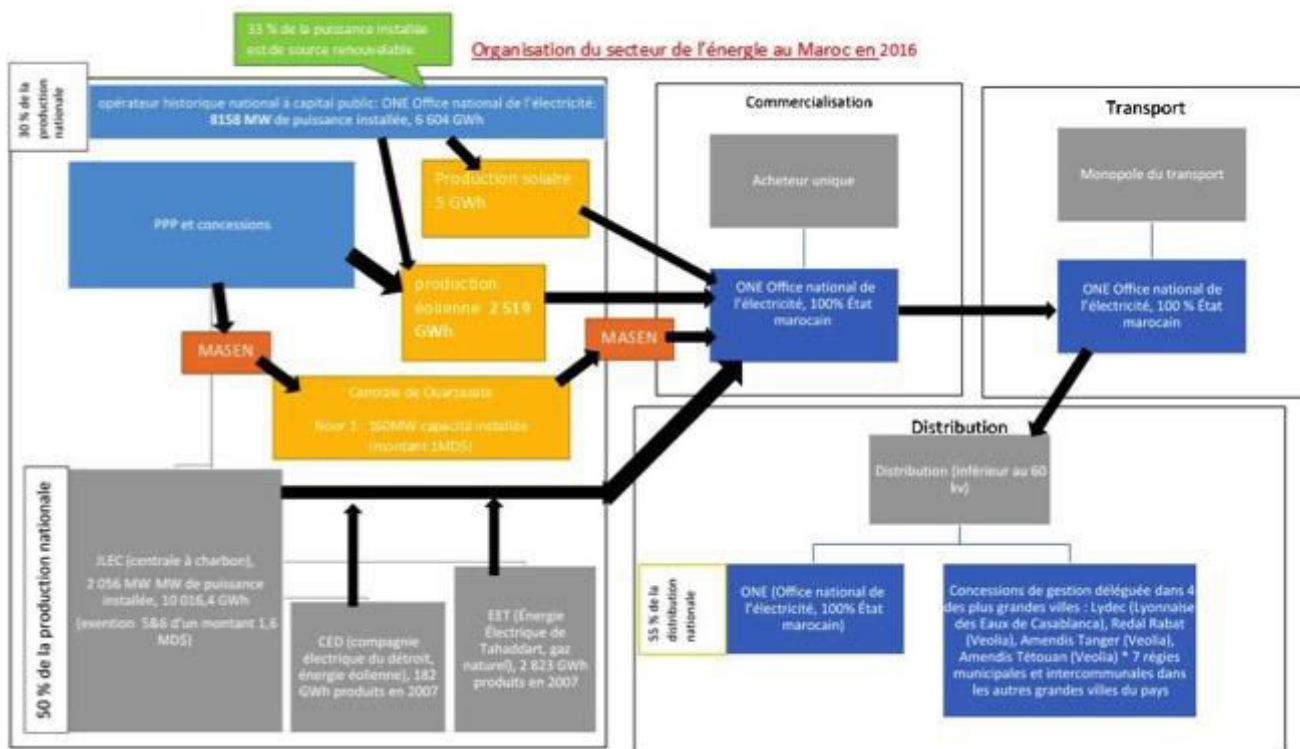 33 % de la puissance installée
est de source renouvelable
Organisation du secteur de l'énergie au Maroc en 2016
30 % de la
production
nationale
opérateur historique national à capital public: ONE Office national de l'électricité:
8158 MW de puissance installée, 6 604 GWh
PPP et concessions
Production solaire
5 GWh
production
éolienne 2 519
GWh
MASEN
MASEN
Centrale de Ouarzazate
Noor 1 : 160MW capacité installée
(montant 1MDS)
50 % de la production nationale
JLEC (centrale à charbon),
2 056 MW MW de puissance
installée, 10 016,4 GWh
(exention 5&6 d'un montant 1,6
MDS)
CED (compagnie
électrique du détroit,
énergie éolienne), 182
GWh produits en 2007
EET (Énergie
Électrique de
Tahaddart, gaz
naturel), 2 823 GWh
produits en 2007
Commercialisation
Acheteur unique
ONE Office national de
l'électricité, 100% État
marocain
Transport
Monopole du transport
ONE Office national de
l'électricité, 100 % État
marocain
Distribution
Distribution (inférieur au 60
kv)
55 % de la
distribution
nationale
ONE (Office national de
l'électricité, 100% État
marocain)
Concessions de gestion déléguée dans 4
des plus grandes villes : Lydec (Lyonnaise
des Eaux de Casablanca), Redal Rabat
(Veolia), Amendis Tanger (Veolia),
Amendis Tétouan (Veolia) * 7 régies
municipales et intercommunales dans
les autres grandes villes du pays